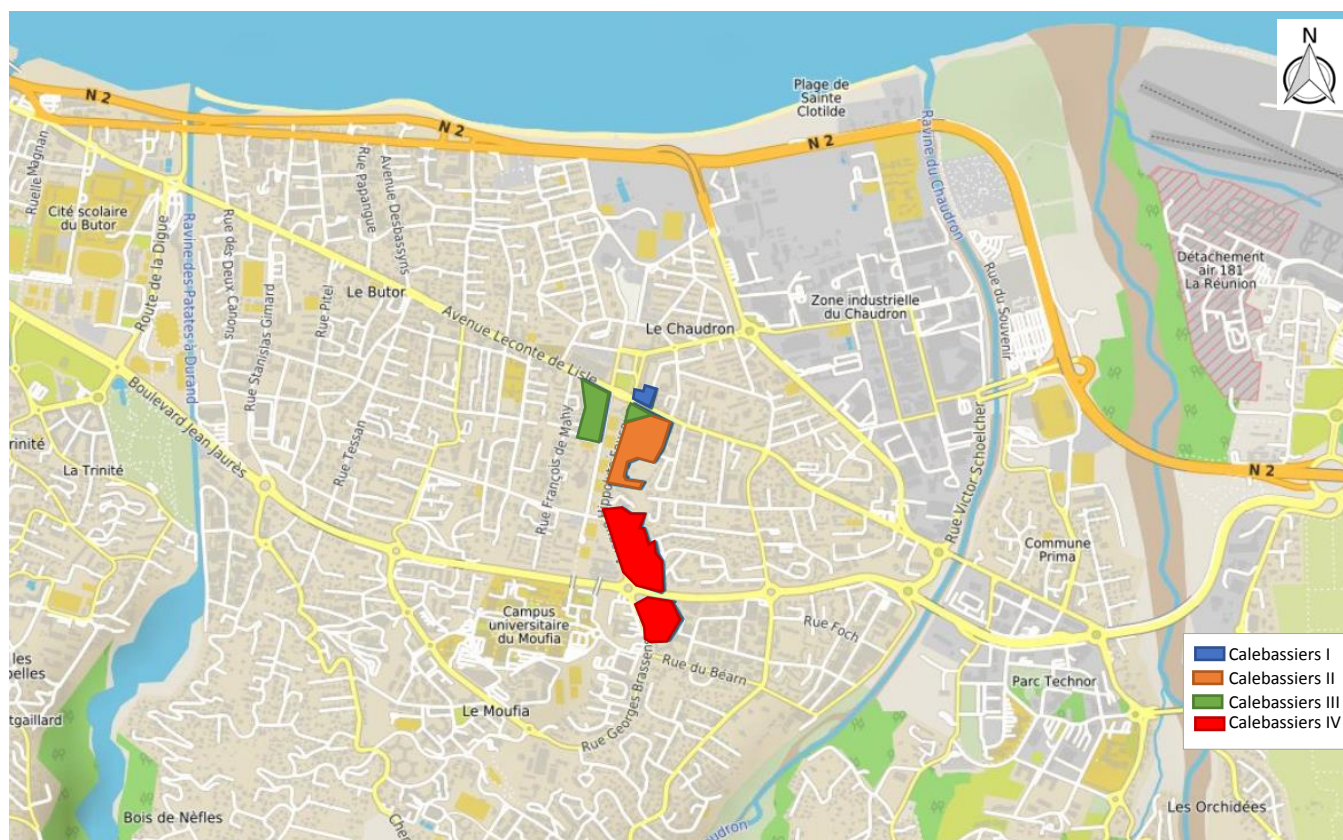 N
Plage de
Sainte
Clotilde
N 2
N 2
N 2
Ravine du Chaudron
Ruelle Magnan
Rue Papangue
Avenue Desbassyns
Cité scolaire
du Butor
Route de la Digue
Ravine des Patates à Durand
Rue des Deux Canons
Rue Stanislas Gimard
Rue Pitel
Le Butor
Avenue Leconte de Lisle
Le Chaudron
Zone industrielle
du Chaudron
Rue du Souvenir
Détachement
air 181
La Réunion
Boulevard Jean Jaurès
La Trinité
Rue Tessan
Rue François de Mahy
Rue Victor Schoelcher
N 2
Commune
Prima
Campus
universitaire
du Moufia
Rue Foch
Rue du Béarn
Rue Georges Brassen
Le Moufia
Parc Technor
Bois de Nèfles
Les Orchidées
Calebassiers I
Calebassiers II
Calebassiers III
Calebassiers IV